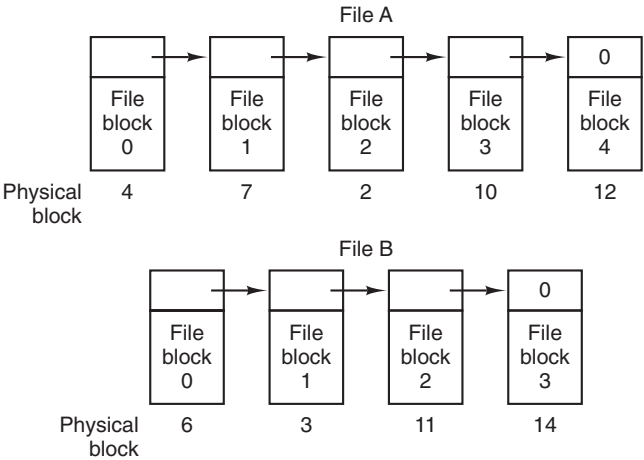 File A
0
File block 0
File block 1
File block 2
File block 3
File block 4
Physical block
4 7 2 10 12
File B
0
File block 0
File block 1
File block 2
File block 3
Physical block
6 3 11 14